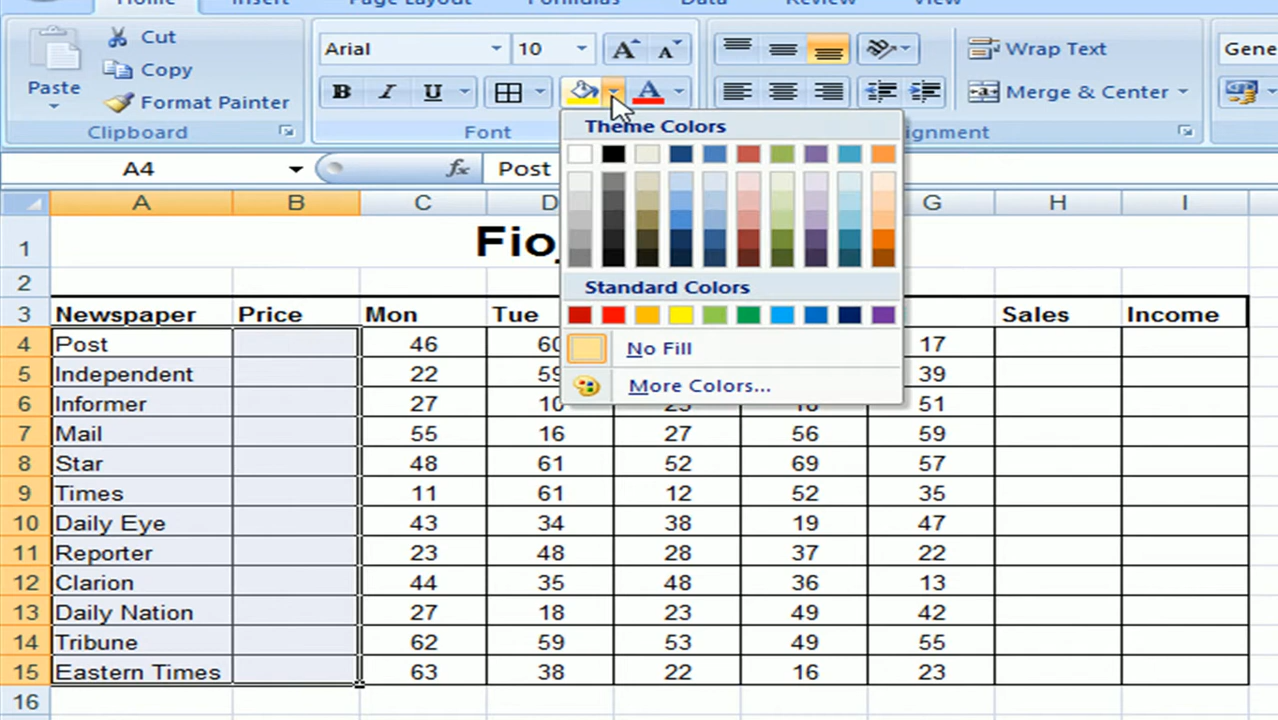 Home Insert Page Layout Formulas Data Review View
Cut
Arial 10 A A
Wrap Text Gene
Copy
Paste
B I U A
Merge & Center
Format Painter
Clipboard Font ignment
Theme Colors
A4 fx Post
A B C D G H I
1 Fio
2
3 Newspaper Price Mon Tue Sales Income
Standard Colors
4 Post 46 60 17
No Fill
5 Independent 22 59 39
More Colors...
6 Informer 27 10 51
7 Mail 55 16 27 56 59
8 Star 48 61 52 69 57
9 Times 11 61 12 52 35
10 Daily Eye 43 34 38 19 47
11 Reporter 23 48 28 37 22
12 Clarion 44 35 48 36 13
13 Daily Nation 27 18 23 49 42
14 Tribune 62 59 53 49 55
15 Eastern Times 63 38 22 16 23
16